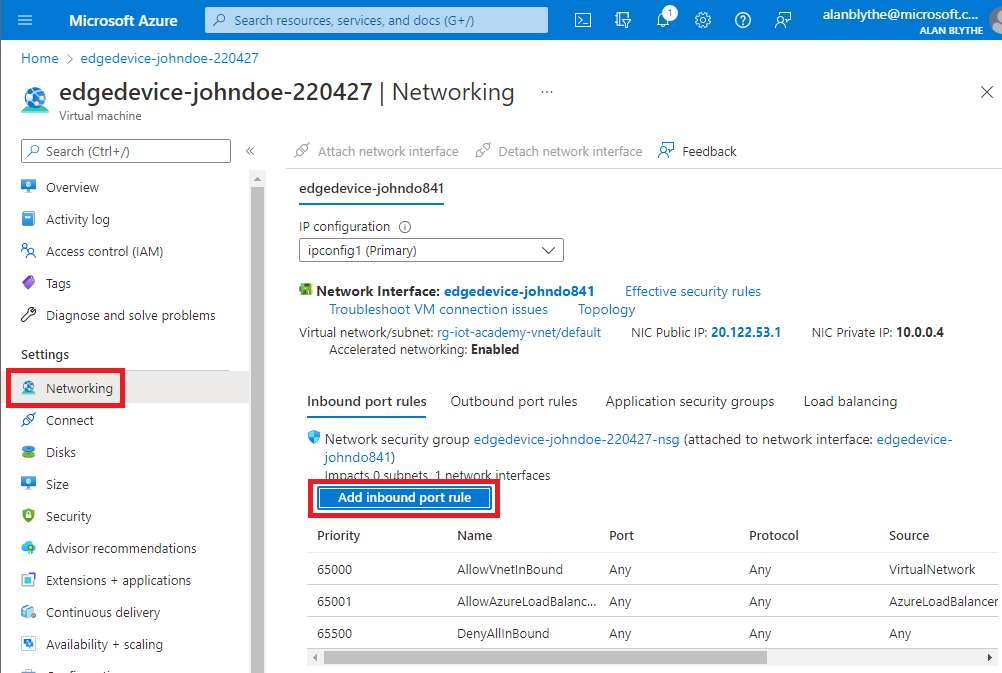 Microsoft Azure
Search resources, services, and docs (G+/)
1
alanblythe@microsoft.c...
ALAN BLYTHE
Home > edgedevice-johndoe-220427
edgedevice-johndoe-220427 | Networking ...
Virtual machine
Search (Ctrl+/)
«
Attach network interface
Detach network interface
Feedback
Overview
Activity log
Access control (IAM)
Tags
Diagnose and solve problems
Settings
Networking
Connect
Disks
Size
Security
Advisor recommendations
Extensions + applications
Continuous delivery
Availability + scaling
edgedevice-johndo841
IP configuration
ipconfig1 (Primary)
Network Interface: edgedevice-johndo841 Effective security rules
Troubleshoot VM connection issues Topology
Virtual network/subnet: rg-iot-academy-vnet/default NIC Public IP: 20.122.53.1 NIC Private IP: 10.0.0.4
Accelerated networking: Enabled
Inbound port rules Outbound port rules Application security groups Load balancing
Network security group edgedevice-johndoe-220427-nsg (attached to network interface: edgedevice-
johndo841)
Impacts 0 subnets, 1 network interfaces
Add inbound port rule
Priority Name Port Protocol Source
65000 AllowVnetInBound Any Any VirtualNetwork
65001 AllowAzureLoadBalanc... Any Any AzureLoadBalancer
65500 DenyAllInBound Any Any Any